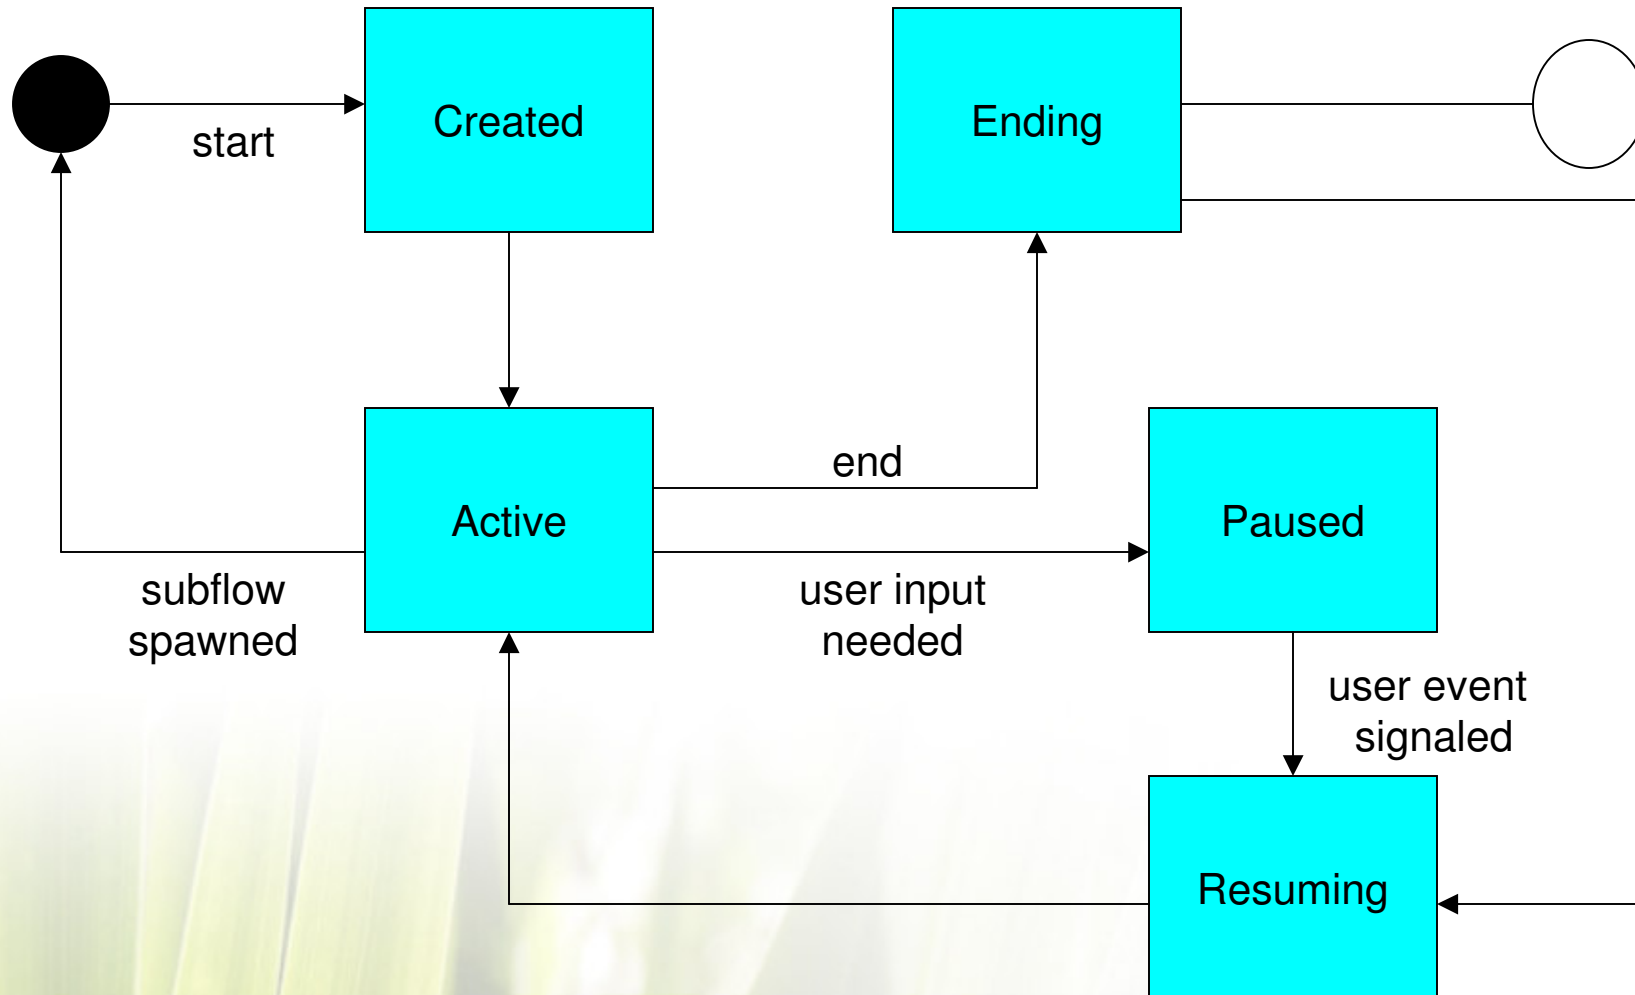 Created
Ending
start
end
Active
Paused
subflow
spawned
user input
needed
user event
signaled
Resuming